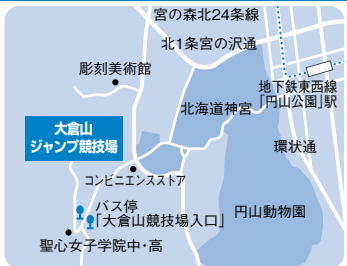 宮の森北24条線
北1条宮の沢通
彫刻美術館
地下鉄東西線
「円山公園」駅
北海道神宮
大倉山
ジャンプ競技場
環状通
コンビニエンスストア
バス停
「大倉山競技場入口」
円山動物園
聖心女子学院中・高